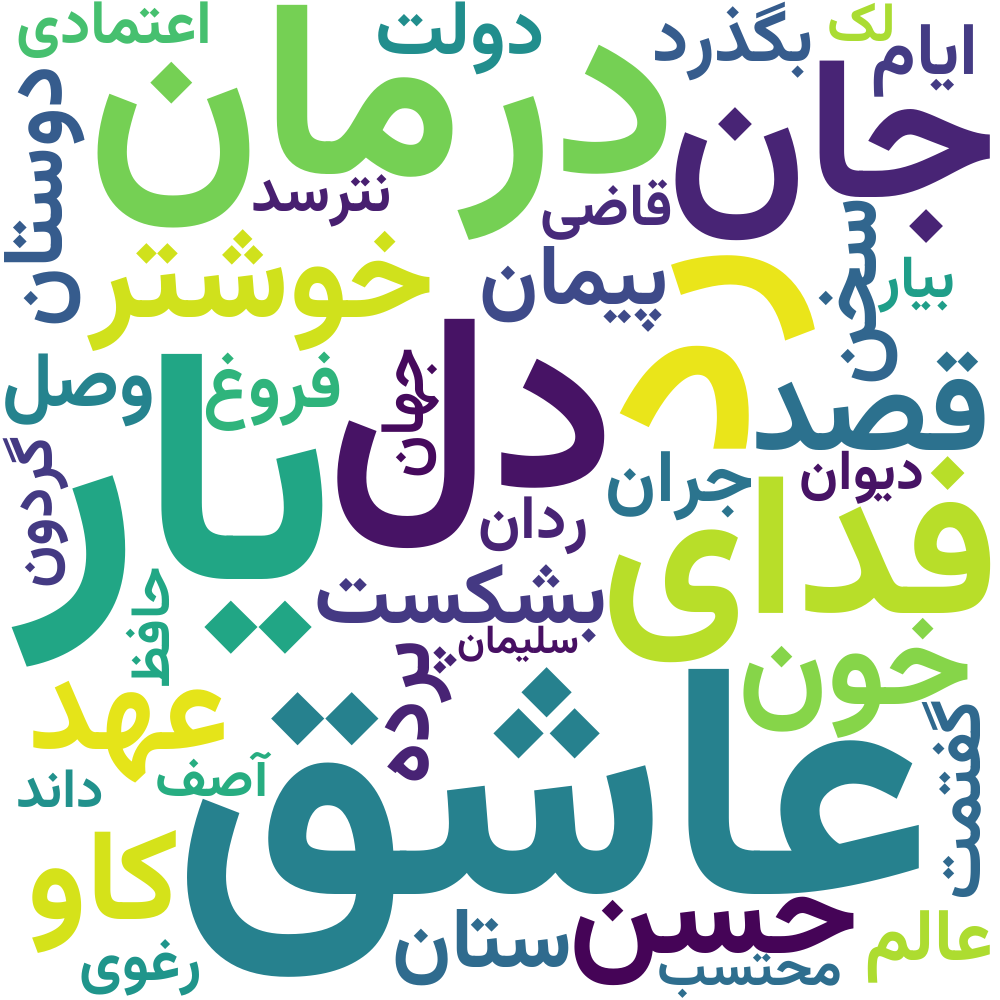 اعتمادی
دولت
بگذرد
لک
ایام
دوستان
درمان
جان
نترسد
قاضی
سخن
خوشتر
پیمان
بیار
در
وصل
فروغ
جهان
دل
قصد
گردون
یار
جران
دیوان
ردان
فدای
حافظ
بشکست
سلیمان
پرده
خون
عهد
گفتمت
آصف
داند
عاشق
کاو
حسن
ستان
عالم
رغوی
محتسب